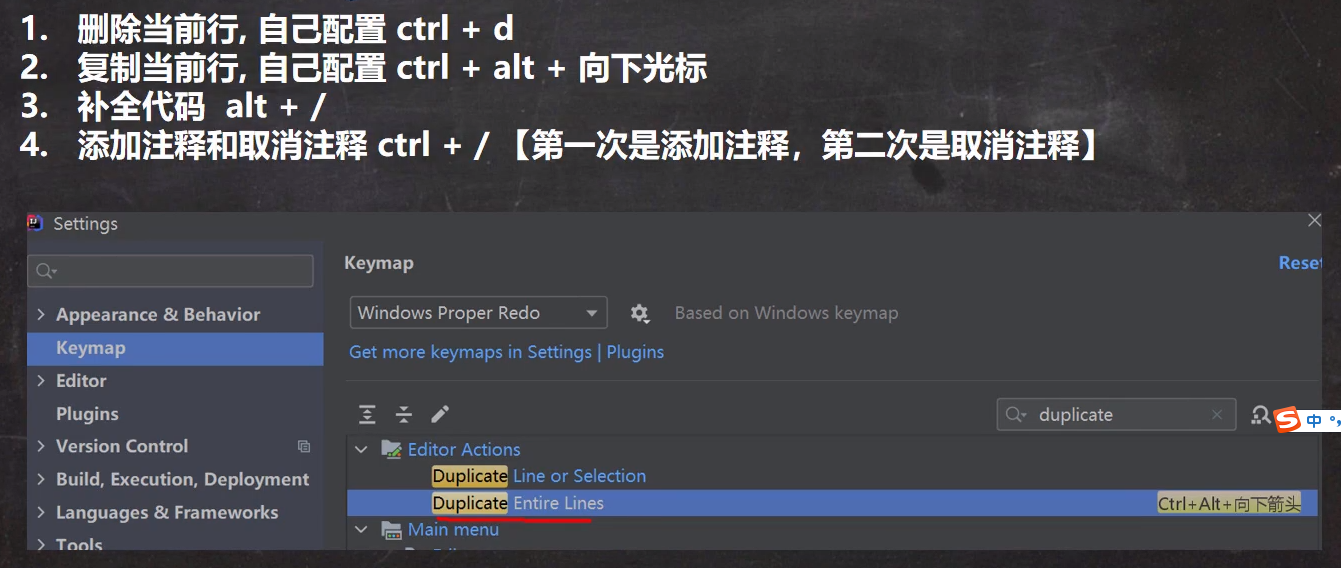 1. 删除当前行, 自己配置 ctrl + d
2. 复制当前行, 自己配置 ctrl + alt + 向下光标
3. 补全代码 alt + /
4. 添加注释和取消注释 ctrl + / 【第一次是添加注释，第二次是取消注释】
Settings
Keymap
Reset
Windows Proper Redo
Based on Windows keymap
Get more keymaps in Settings | Plugins
Appearance & Behavior
Keymap
Editor
Plugins
Version Control
Build, Execution, Deployment
Languages & Frameworks
Tools
duplicate
中
Editor Actions
Duplicate Line or Selection
Duplicate Entire Lines
Ctrl+Alt+向下箭头
Main menu